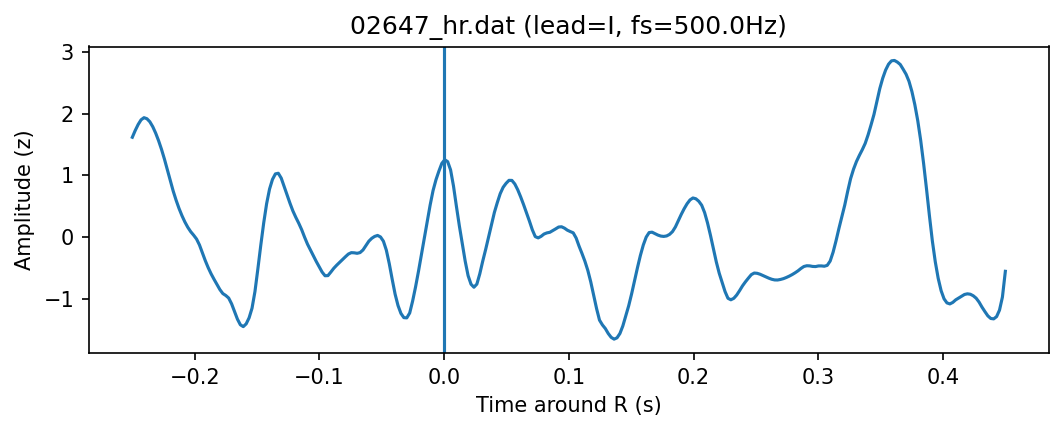 02647_hr.dat (lead=I, fs=500.0Hz)
3
2
1
0
−1
Amplitude (z)
−0.2 −0.1 0.0 0.1 0.2 0.3 0.4
Time around R (s)